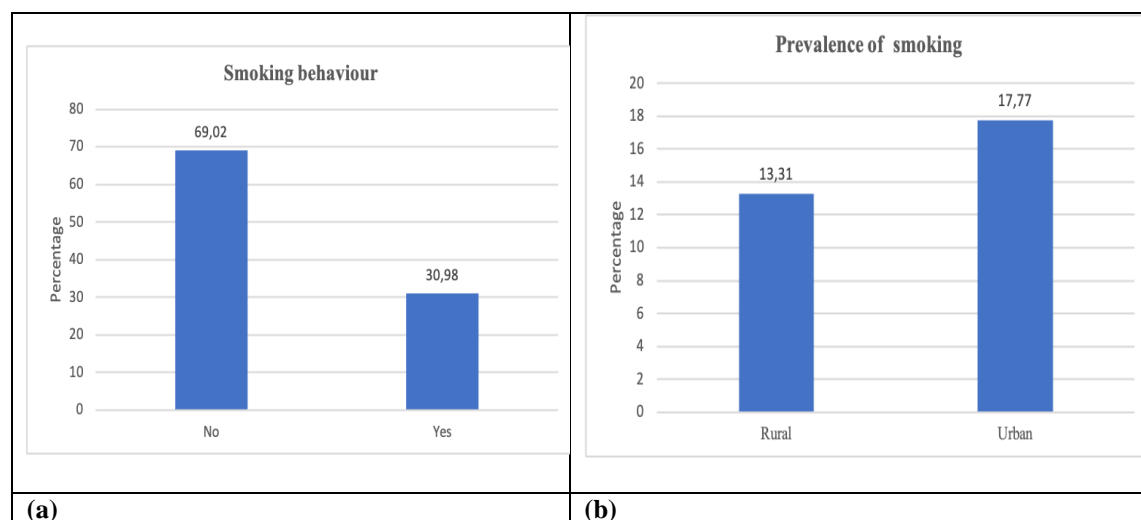 Smoking behaviour
Percentage
80
70
60
50
40
30
20
10
0
69,02
30,98
No
Yes
(a)
Prevalence of smoking
Percentage
20
18
16
14
12
10
8
6
4
2
0
13,31
17,77
Rural
Urban
(b)